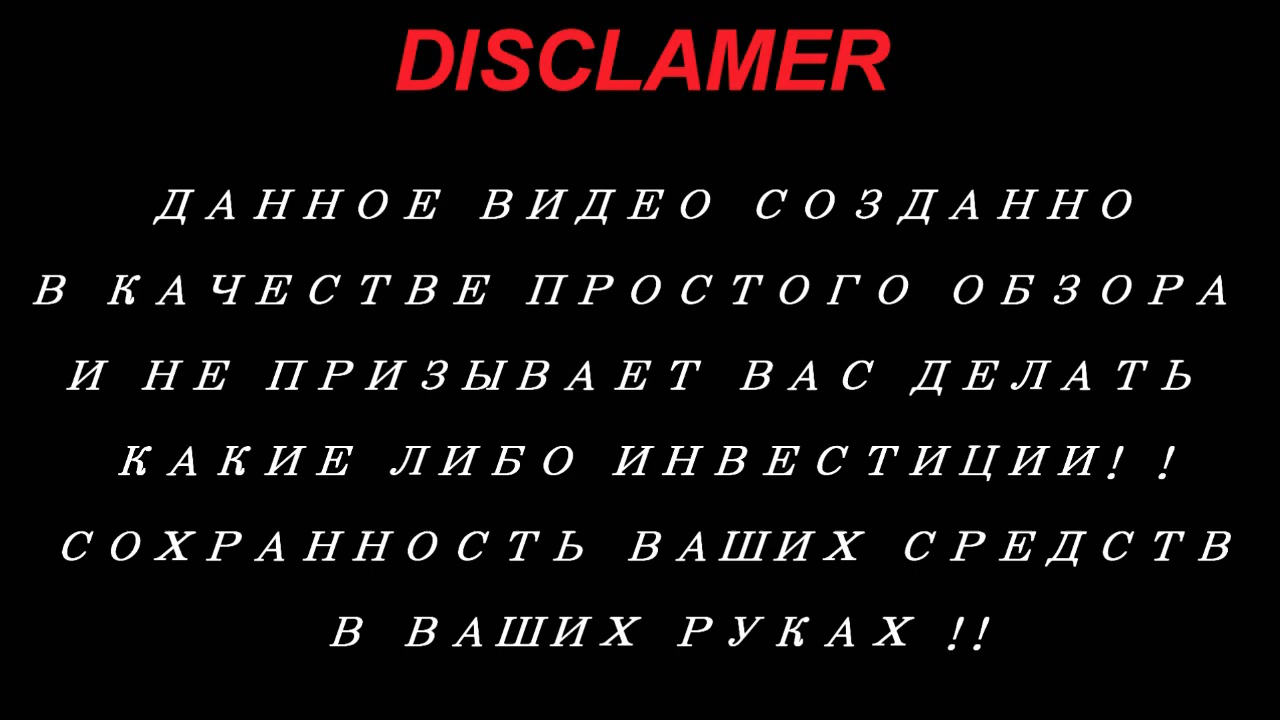 DISCLAMER
ДАННОЕ ВИДЕО СОЗДАННО
В КАЧЕСТВЕ ПРОСТОГО ОБЗОРА
И НЕ ПРИЗЫВАЕТ ВАС ДЕЛАТЬ
КАКИЕ ЛИБО ИНВЕСТИЦИИ! !
СОХРАННОСТЬ ВАШИХ СРЕДСТВ
В ВАШИХ РУКАХ !!